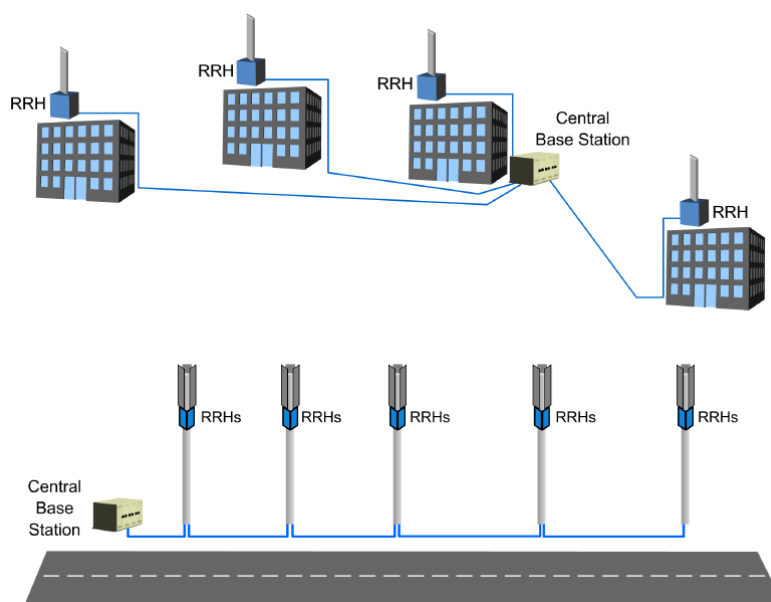 RRH
RRH
RRH
Central
Base Station
RRH
RRHs
RRHs
RRHs
RRHs
RRHs
Central
Base
Station